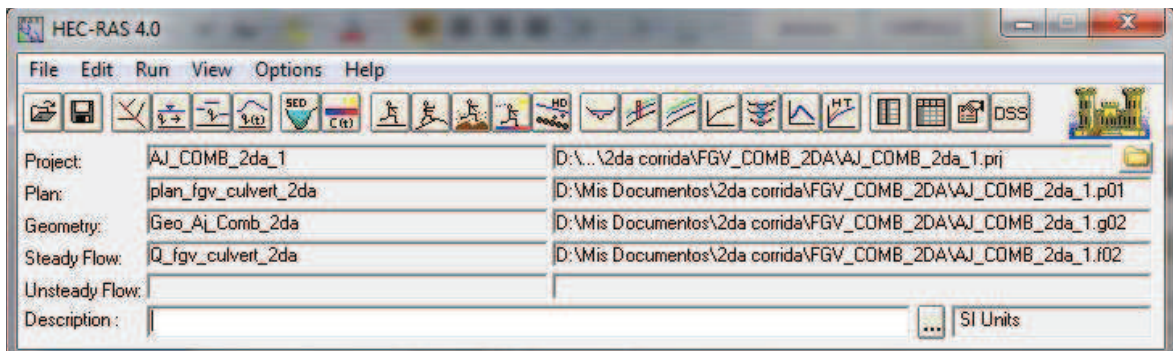 HEC-RAS 4.0
File Edit Run View Options Help
SED Q(t) C(t) HD HT DSS
Project: AJ_COMB_2da_1 D:\...\2da corrida\FGV_COMB_2DA\AJ_COMB_2da_1.prj
Plan: plan_fgv_culvert_2da D:\Mis Documentos\2da corrida\FGV_COMB_2DA\AJ_COMB_2da_1.p01
Geometry: Geo_Aj_Comb_2da D:\Mis Documentos\2da corrida\FGV_COMB_2DA\AJ_COMB_2da_1.g02
Steady Flow: Q_fgv_culvert_2da D:\Mis Documentos\2da corrida\FGV_COMB_2DA\AJ_COMB_2da_1.f02
Unsteady Flow:
Description : ... SI Units